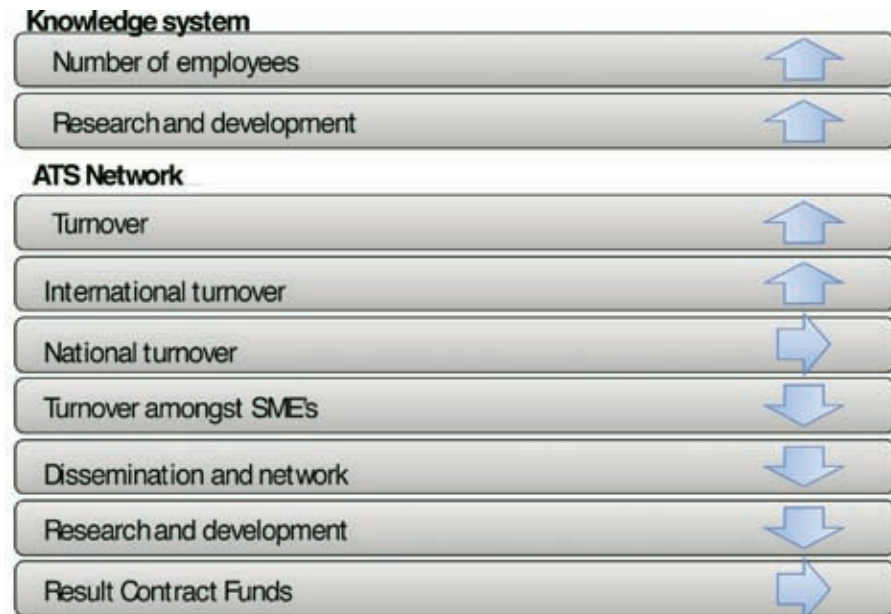 Knowledge system
Number of employees
Research and development
ATS Network
Turnover
International turnover
National turnover
Turnover amongst SME's
Dissemination and network
Research and development
Result Contract Funds